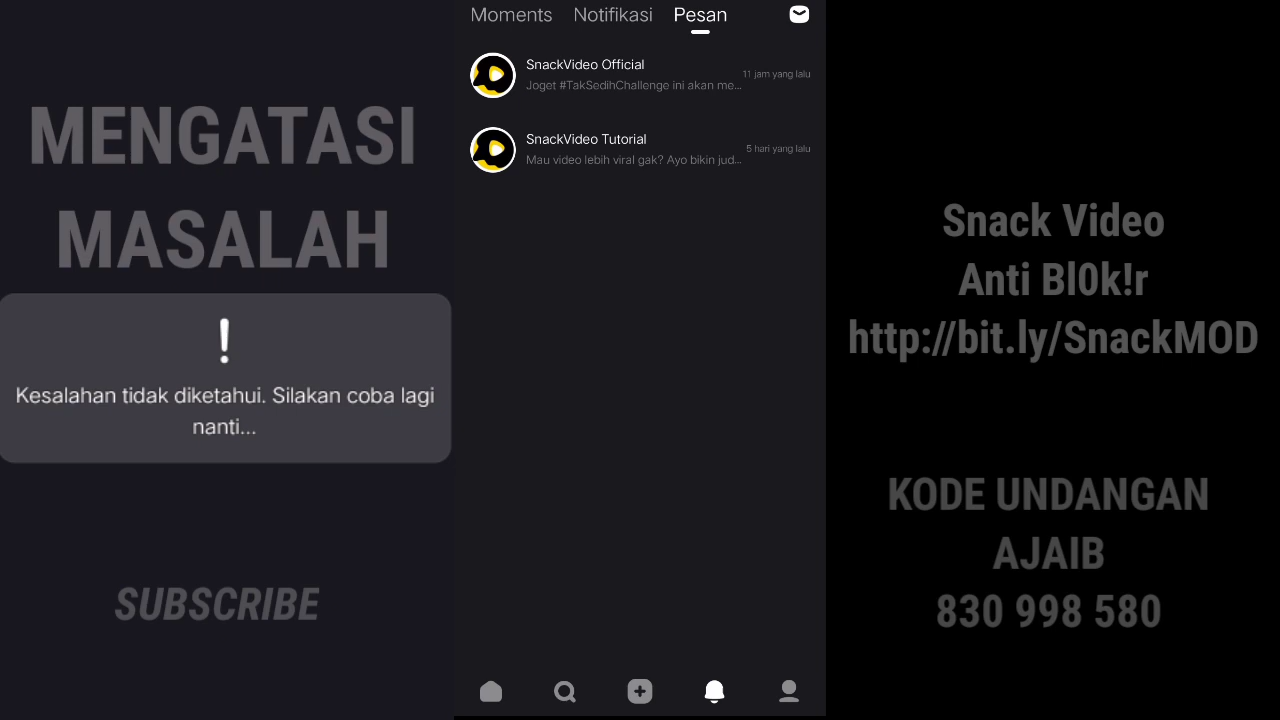 MENGATASI
MASALAH
!
Kesalahan tidak diketahui. Silakan coba lagi
nanti...
SUBSCRIBE
Moments Notifikasi Pesan
SnackVideo Official
Joget #TakSedihChallenge ini akan me... 11 jam yang lalu
SnackVideo Tutorial
Mau video lebih viral gak? Ayo bikin jud... 5 hari yang lalu
Snack Video
Anti Bl0k!r
http://bit.ly/SnackMOD
KODE UNDANGAN
AJAIB
830 998 580